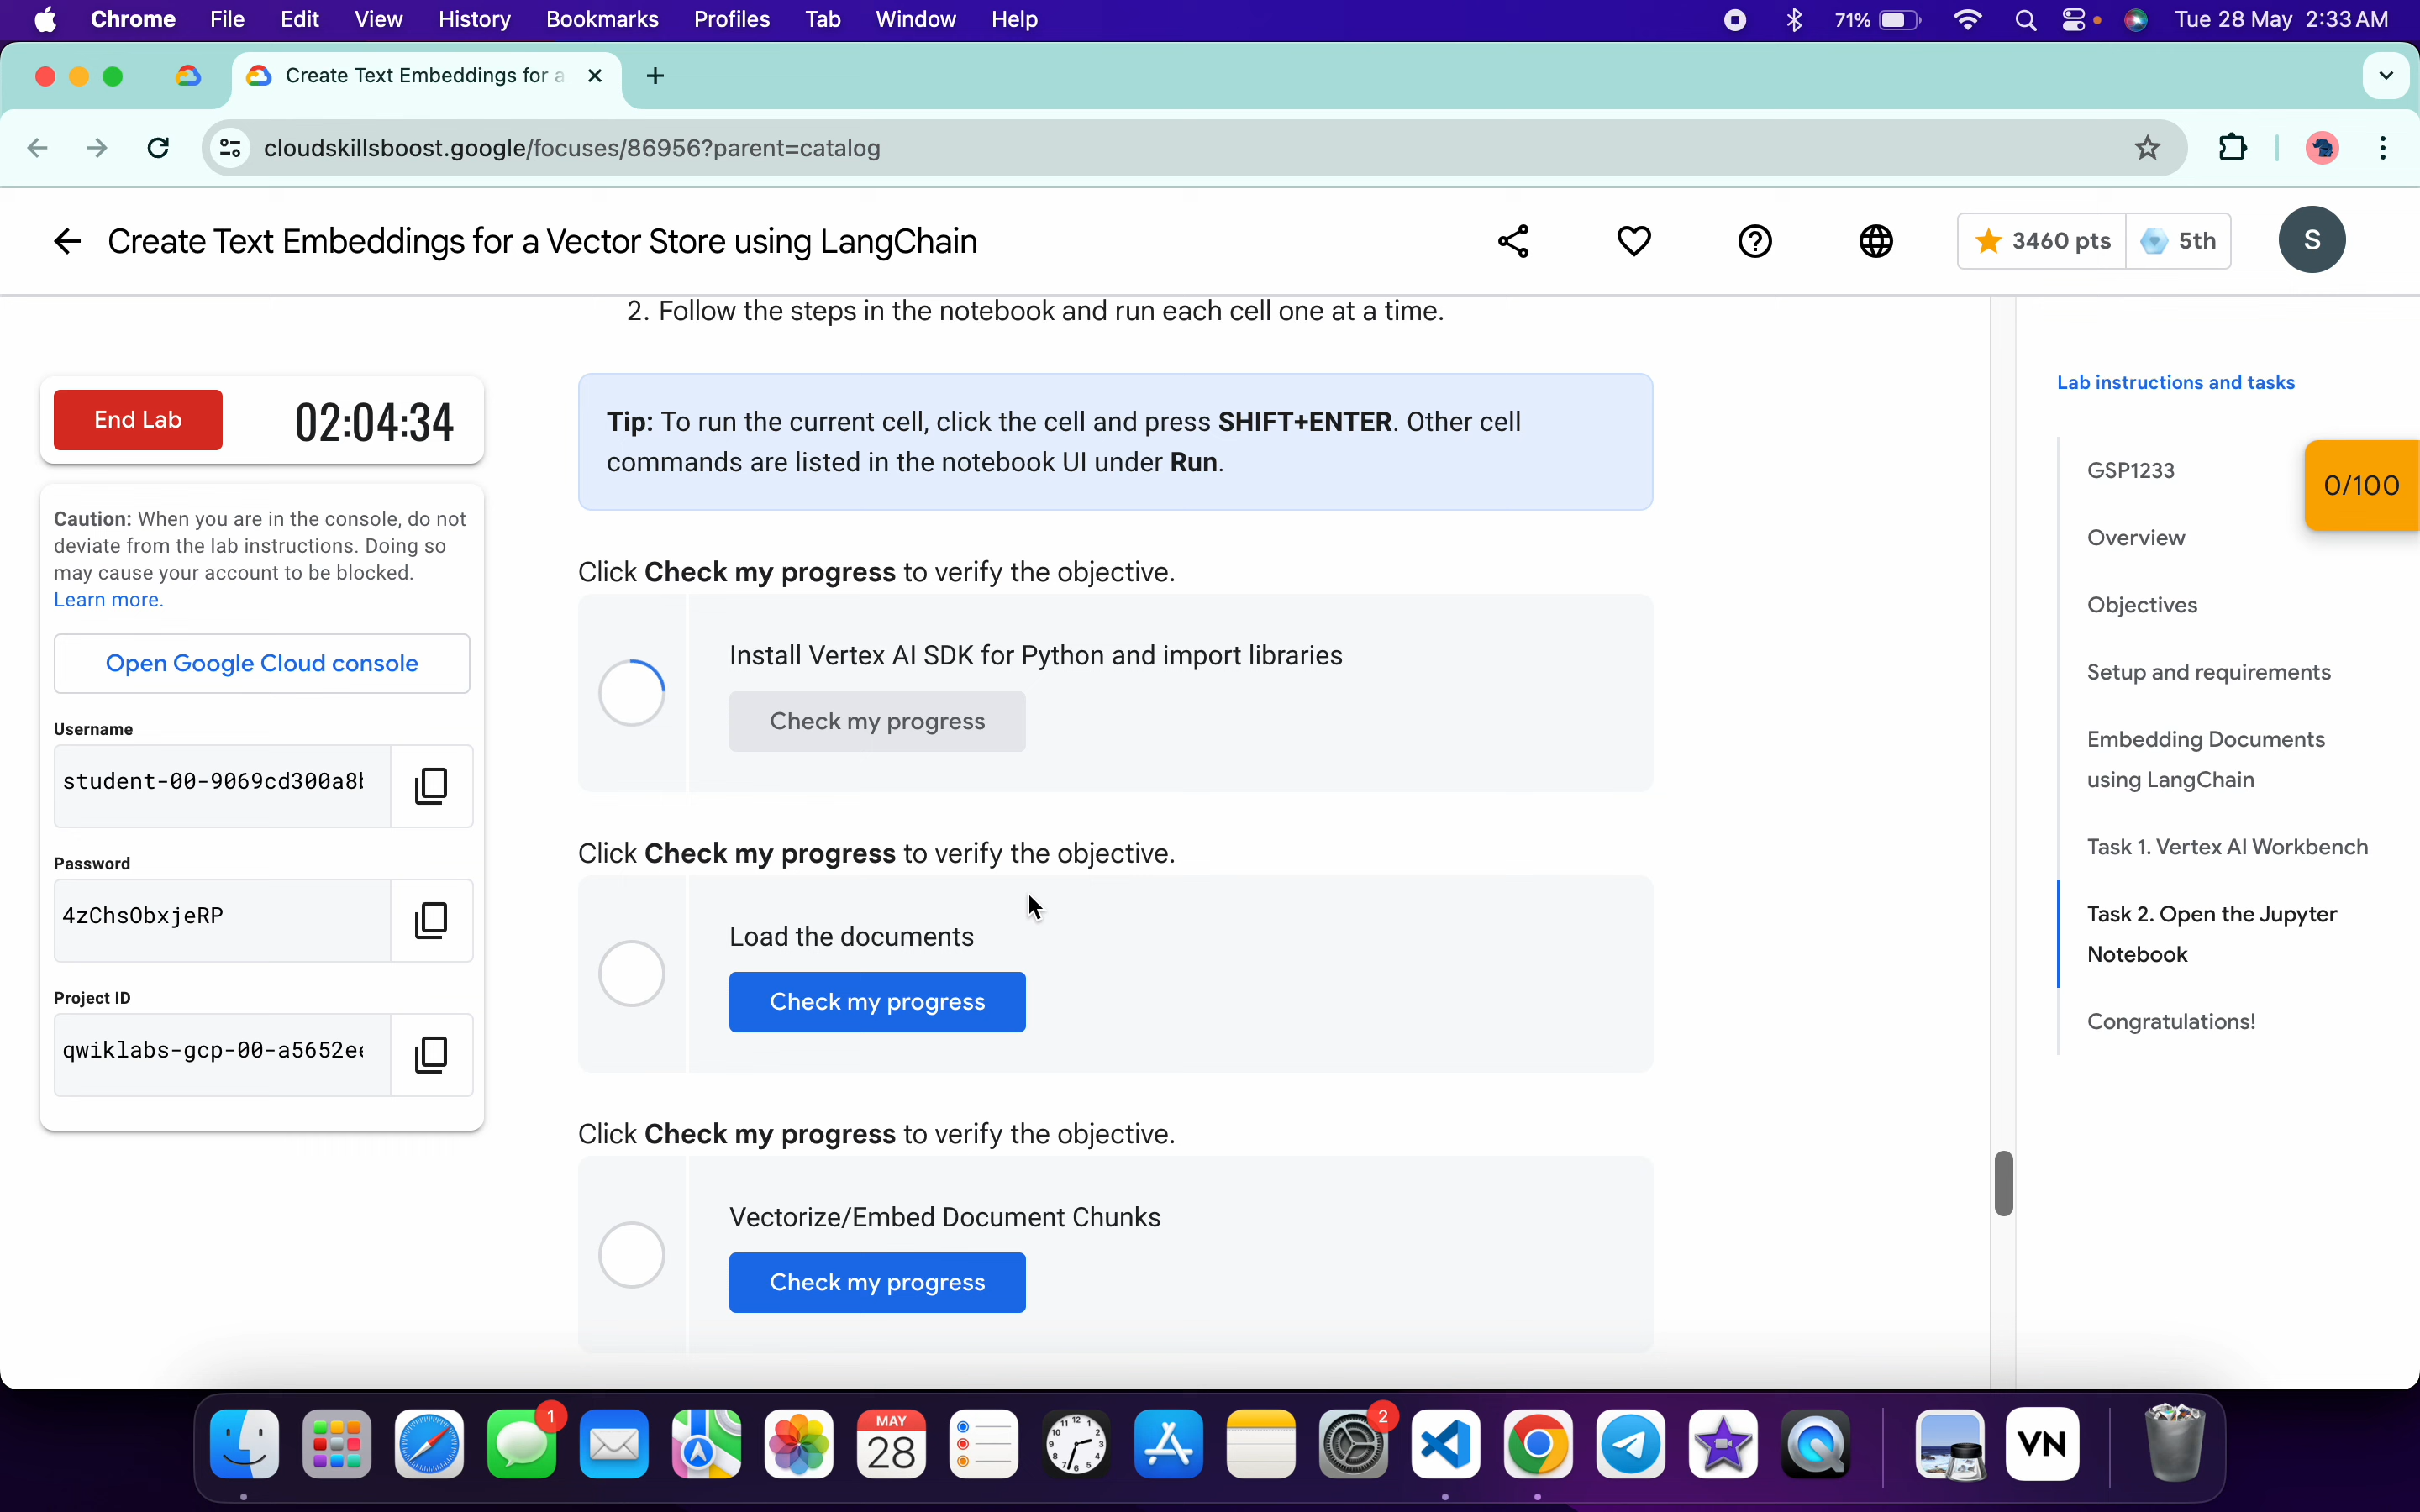 Chrome File Edit View History Bookmarks Profiles Tab Window Help 71% Tue 28 May 2:33 AM
Create Text Embeddings for a
cloudskillsboost.google/focuses/86956?parent=catalog
Create Text Embeddings for a Vector Store using LangChain 3460 pts 5th S
2. Follow the steps in the notebook and run each cell one at a time.
End Lab 02:04:34
Caution: When you are in the console, do not
deviate from the lab instructions. Doing so
may cause your account to be blocked.
Learn more.
Open Google Cloud console
Username
student-00-9069cd300a8
Password
4zChsObxjeRP
Project ID
qwiklabs-gcp-00-a5652e
Tip: To run the current cell, click the cell and press SHIFT+ENTER. Other cell
commands are listed in the notebook UI under Run.
Click Check my progress to verify the objective.
Install Vertex AI SDK for Python and import libraries
Check my progress
Click Check my progress to verify the objective.
Load the documents
Check my progress
Click Check my progress to verify the objective.
Vectorize/Embed Document Chunks
Check my progress
Lab instructions and tasks
GSP1233
0/100
Overview
Objectives
Setup and requirements
Embedding Documents
using LangChain
Task 1. Vertex AI Workbench
Task 2. Open the Jupyter
Notebook
Congratulations!
1
MAY
28
2
VN